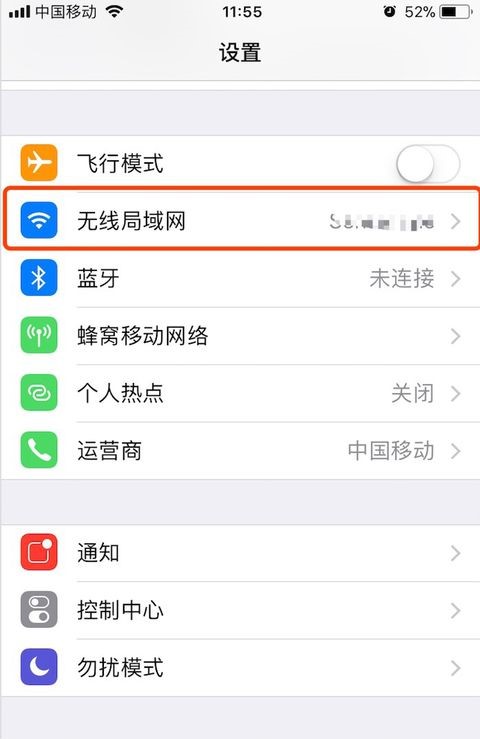 中国移动 11:55 52%
设置
飞行模式
无线局域网
蓝牙 未连接
蜂窝移动网络
个人热点 关闭
运营商 中国移动
通知
控制中心
勿扰模式